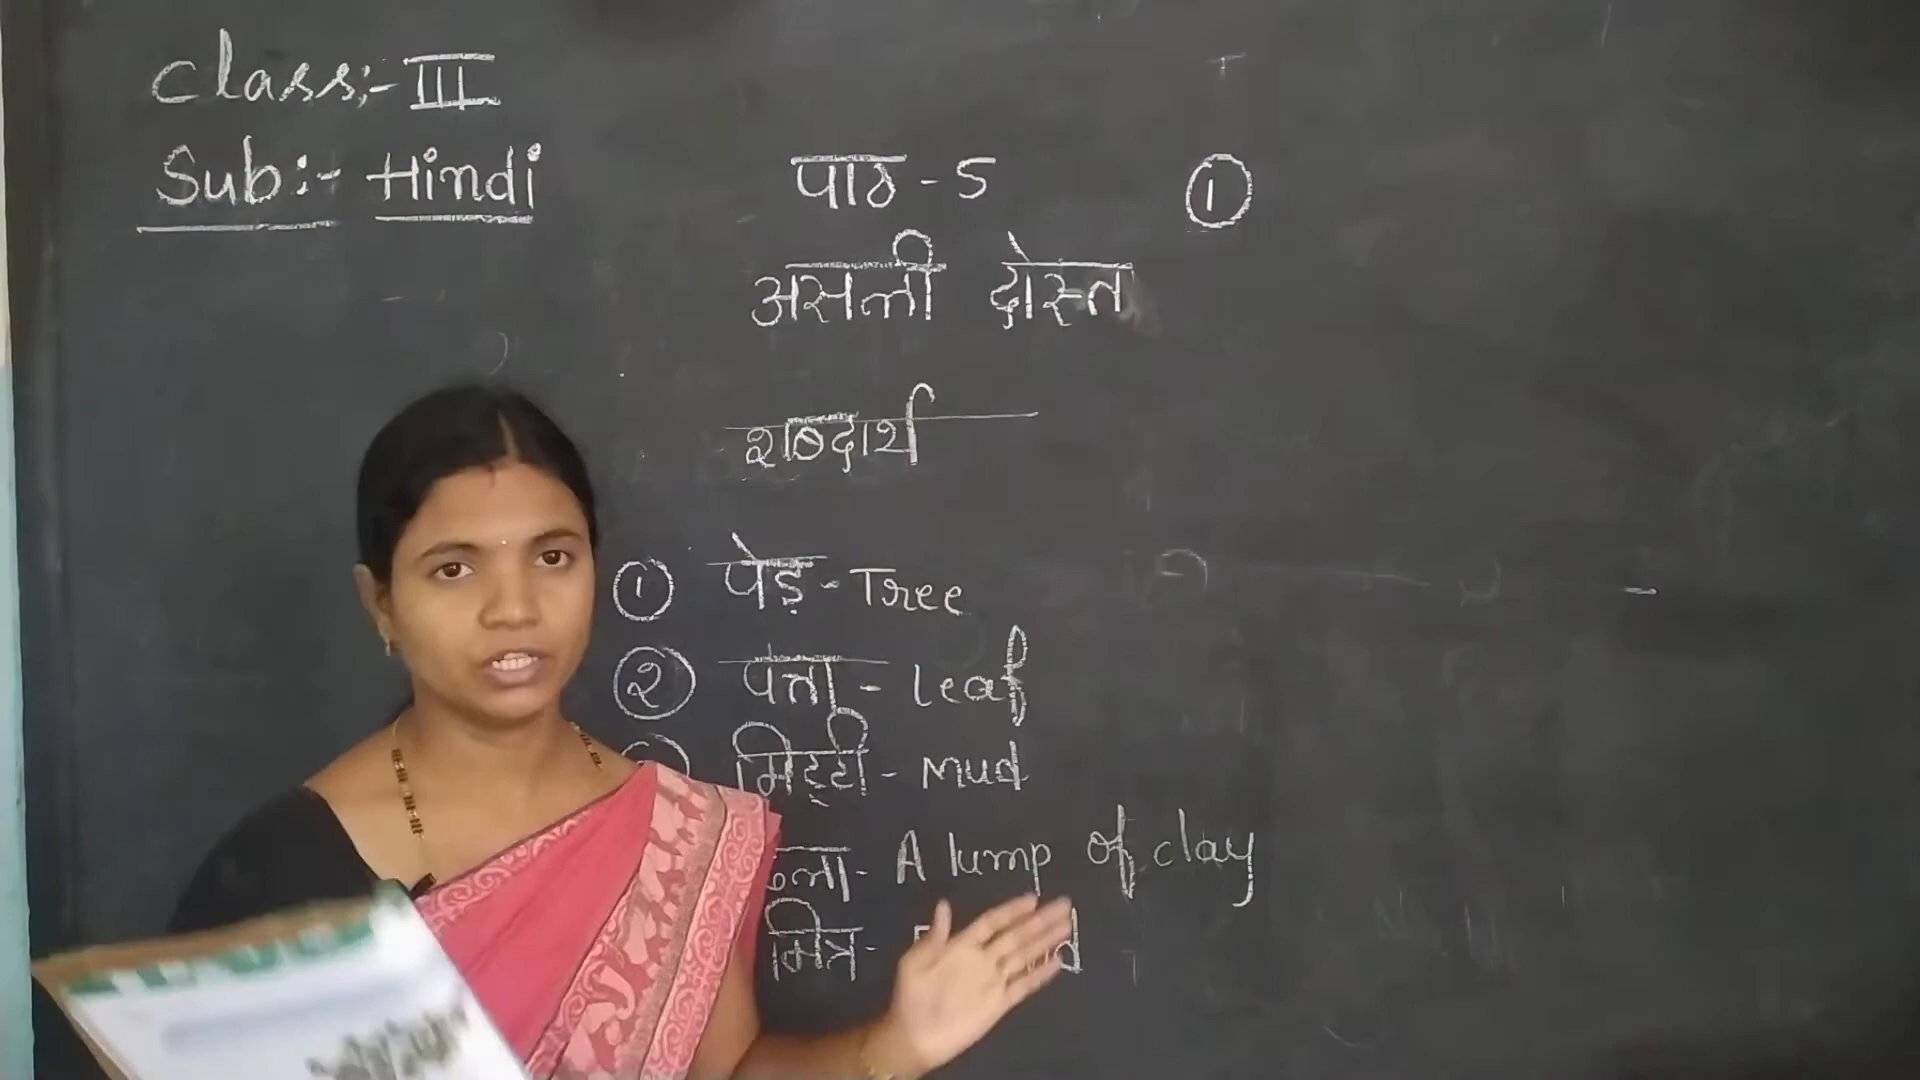 Class:- III
Sub:- Hindi
पाठ - 5 ①
असली दोस्त
शब्दार्थ
① पेड़ - Tree
② पत्ता - Leaf
मिट्टी - Mud
A lump of clay
मित्र -